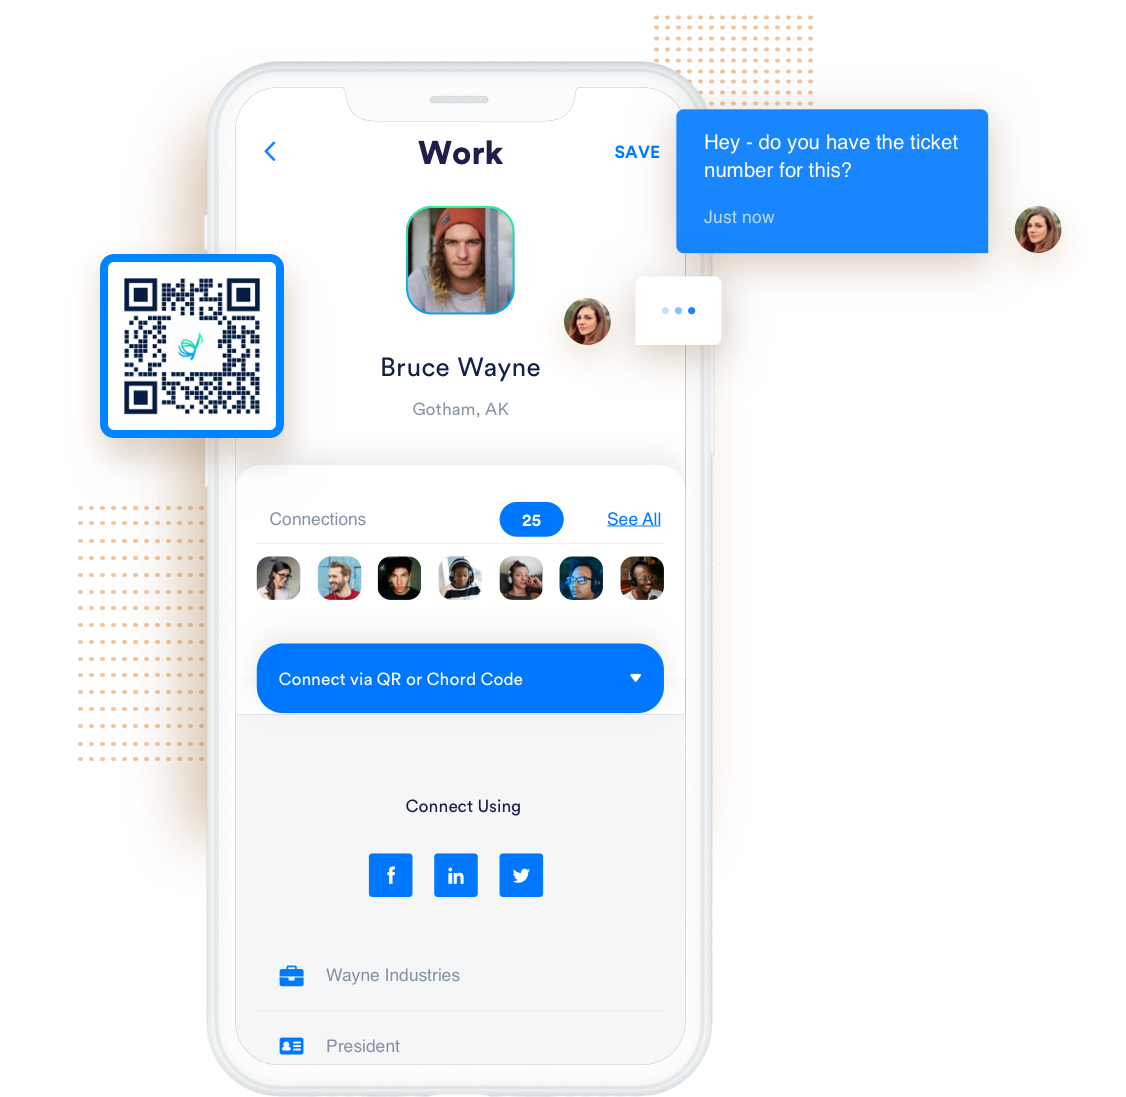 Work
SAVE
Hey - do you have the ticket
number for this?
Just now
Bruce Wayne
Gotham, AK
Connections
25
See All
Connect via QR or Chord Code
Connect Using
f
in
Wayne Industries
President